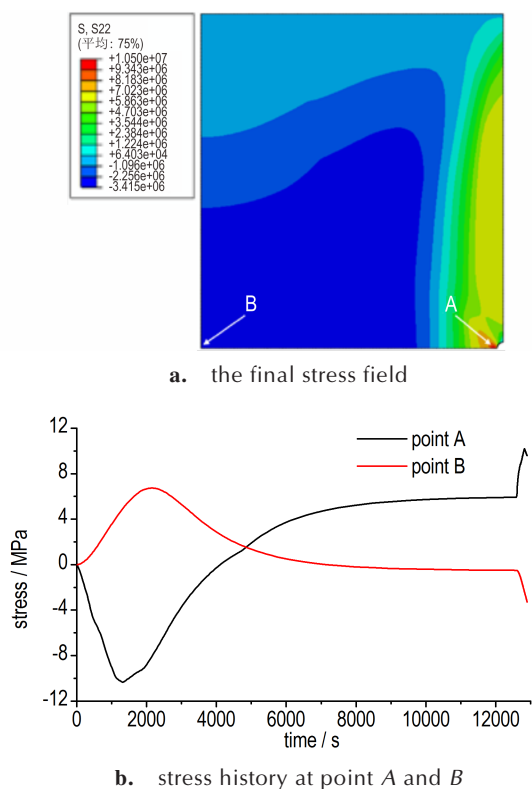 S, S22
(平均: 75%)
+1.050e+07
+9.343e+06
+8.183e+06
+7.023e+06
+5.863e+06
+4.703e+06
+3.544e+06
+2.384e+06
+1.224e+06
+6.403e+04
-1.096e+06
-2.256e+06
-3.415e+06
B
A
a. the final stress field
12
8
4
0
-4
-8
-12
stress / MPa
point A
point B
0
2000
4000
6000
8000
10000
12000
time / s
b. stress history at point A and B